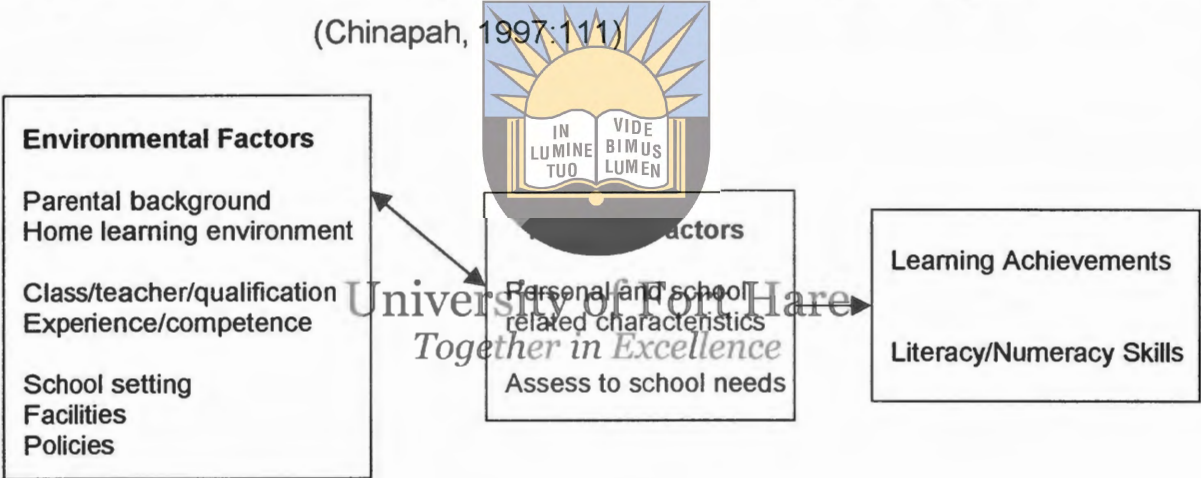 (Chinapah, 1997:111)
IN
LUMINE
TUO
VIDE
BIMUS
LUMEN
University of Fort Hare
Together in Excellence
Environmental Factors
Parental background
Home learning environment
Class/teacher/qualification
Experience/competence
School setting
Facilities
Policies
actors
Personal and school
related characteristics
Assess to school needs
Learning Achievements
Literacy/Numeracy Skills